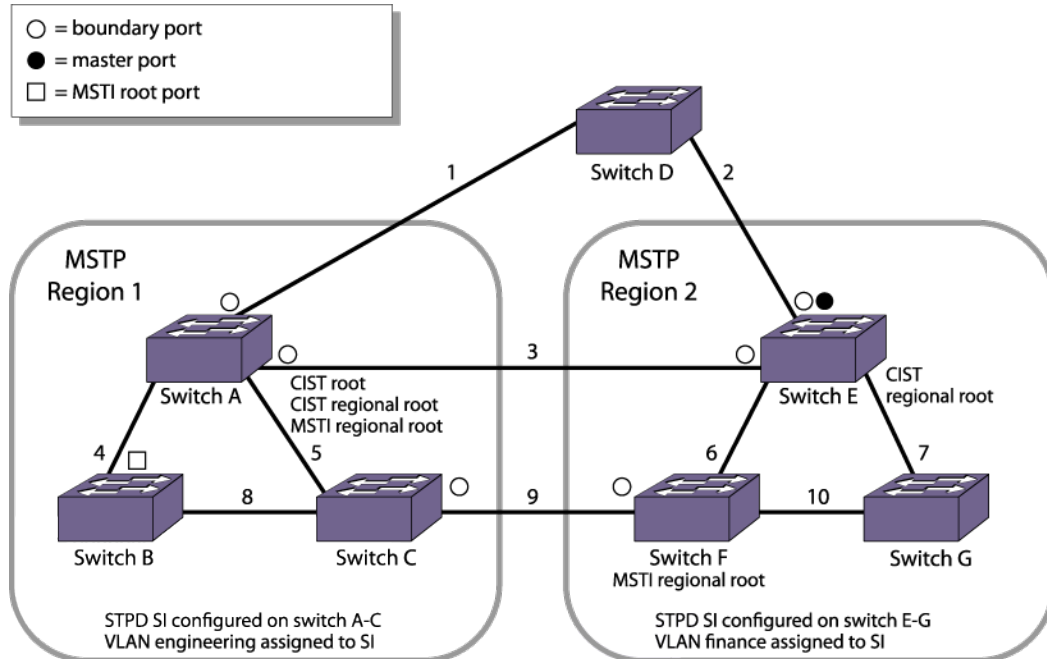 = boundary port
= master port
= MSTI root port
Switch D
1
2
MSTP
Region 1
MSTP
Region 2
3
Switch A
CIST root
CIST regional root
MSTI regional root
Switch E
CIST
regional root
4
5
6
7
8
9
10
Switch B
Switch C
Switch F
MSTI regional root
Switch G
STPD SI configured on switch A-C
VLAN engineering assigned to SI
STPD SI configured on switch E-G
VLAN finance assigned to SI